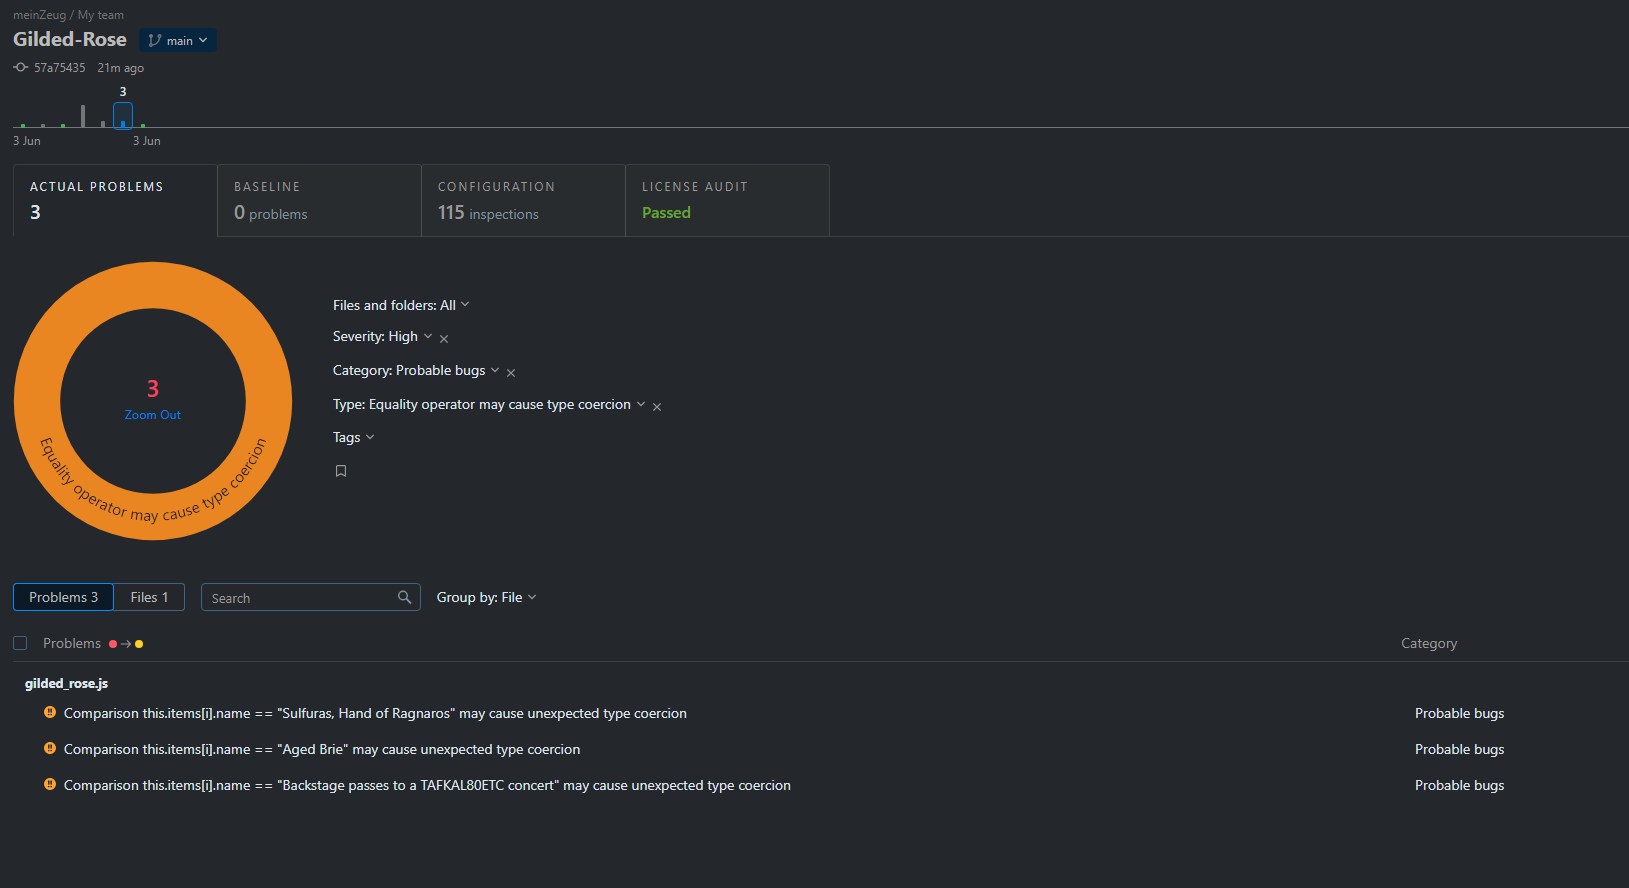 meinZeug / My team
Gilded-Rose main
57a75435 21m ago
3
3 Jun 3 Jun
ACTUAL PROBLEMS
3
BASELINE
0 problems
CONFIGURATION
115 inspections
LICENSE AUDIT
Passed
3
Zoom Out
Equality operator may cause type coercion
Files and folders: All
Severity: High
Category: Probable bugs
Type: Equality operator may cause type coercion
Tags
Problems 3 Files 1 Search Group by: File
Problems Category
gilded_rose.js
Comparison this.items[i].name == "Sulfuras, Hand of Ragnaros" may cause unexpected type coercion Probable bugs
Comparison this.items[i].name == "Aged Brie" may cause unexpected type coercion Probable bugs
Comparison this.items[i].name == "Backstage passes to a TAFKAL80ETC concert" may cause unexpected type coercion Probable bugs